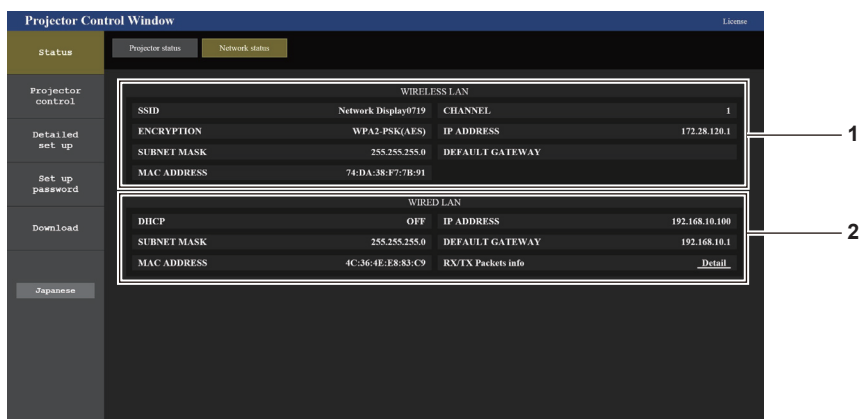 Projector Control Window
License
Status
Projector status
Network status
Projector
control
Detailed
set up
Set up
password
Download
Japanese
WIRELESS LAN
SSID Network Display0719 CHANNEL 1
ENCRYPTION WPA2-PSK(AES) IP ADDRESS 172.28.120.1
SUBNET MASK 255.255.255.0 DEFAULT GATEWAY
MAC ADDRESS 74:DA:38:F7:7B:91
1
WIRED LAN
DHCP OFF IP ADDRESS 192.168.10.100
SUBNET MASK 255.255.255.0 DEFAULT GATEWAY 192.168.10.1
MAC ADDRESS 4C:36:4E:E8:83:C9 RX/TX Packets info Detail
2